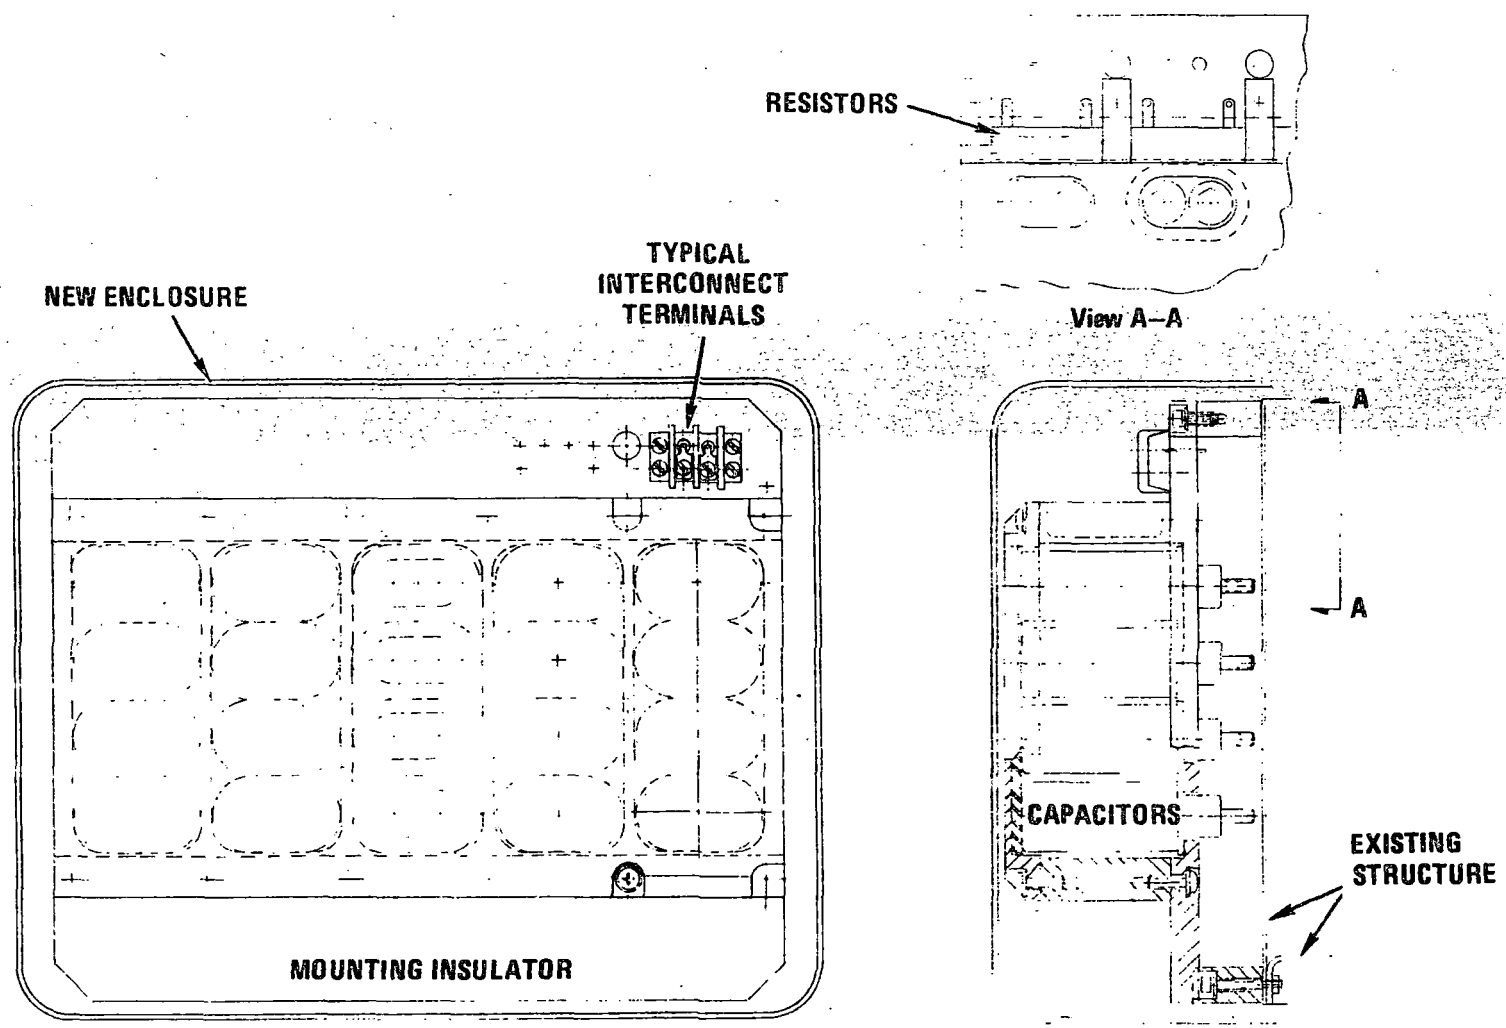 RESISTORS
TYPICAL
INTERCONNECT
TERMINALS
NEW ENCLOSURE
View A–A
A
A
CAPACITORS
EXISTING
STRUCTURE
MOUNTING INSULATOR